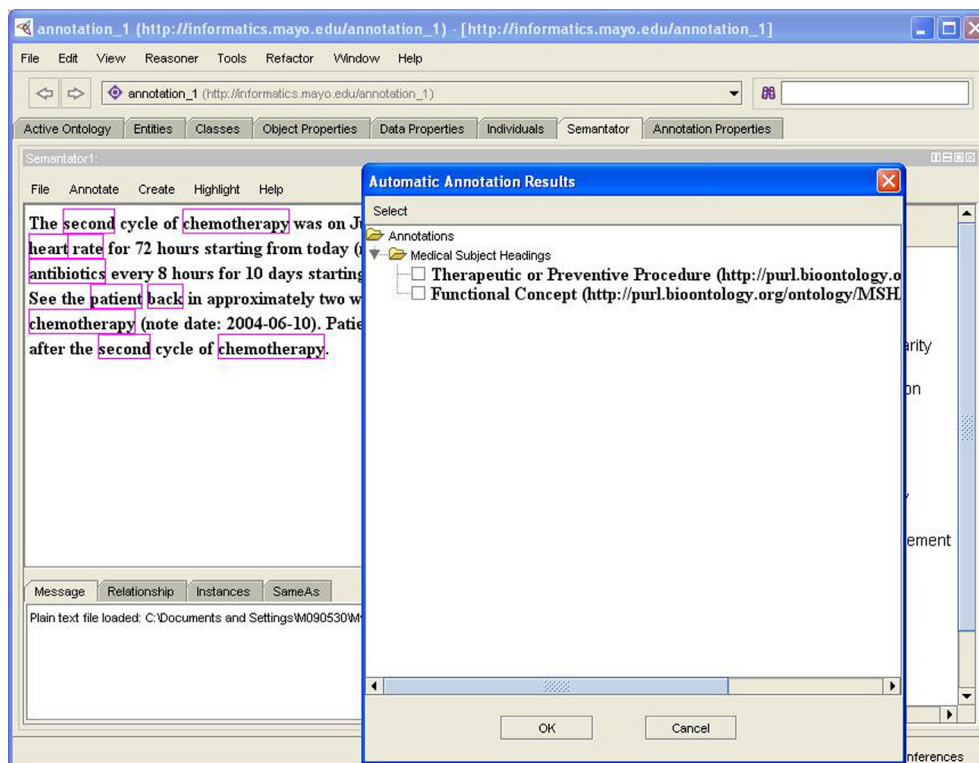 annotation_1 (http://informatics.mayo.edu/annotation_1) - [http://informatics.mayo.edu/annotation_1]
File Edit View Reasoner Tools Refactor Window Help
annotation_1 (http://informatics.mayo.edu/annotation_1)
Active Ontology Entities Classes Object Properties Data Properties Individuals Semantator Annotation Properties
Semantator1:
File Annotate Create Highlight Help
The second cycle of chemotherapy was on
heart rate for 72 hours starting from today
antibiotics every 8 hours for 10 days starting
See the patient back in approximately two
chemotherapy (note date: 2004-06-10).
after the second cycle of chemotherapy.
Automatic Annotation Results
Select
Annotations
Medical Subject Headings
Therapeutic or Preventive Procedure (http://purl.bioontology.o
Functional Concept (http://purl.bioontology.org/ontology/MSH
arity
on
ement
Message Relationship Instances SameAs
Plain text file loaded: C:\Documents and Settings\M090530\M
OK Cancel
nferences